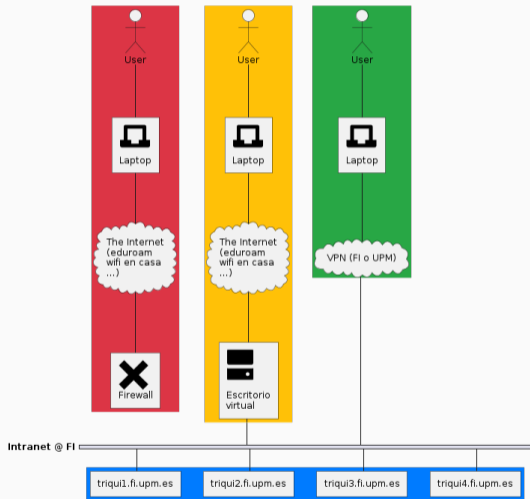 User
User
User
Laptop
Laptop
Laptop
The Internet
(eduroam
wifi en casa
...)
The Internet
(eduroam
wifi en casa
...)
VPN (FI o UPM)
Firewall
Escritorio
virtual
Intranet @ FI
triqui1.fi.upm.es
triqui2.fi.upm.es
triqui3.fi.upm.es
triqui4.fi.upm.es